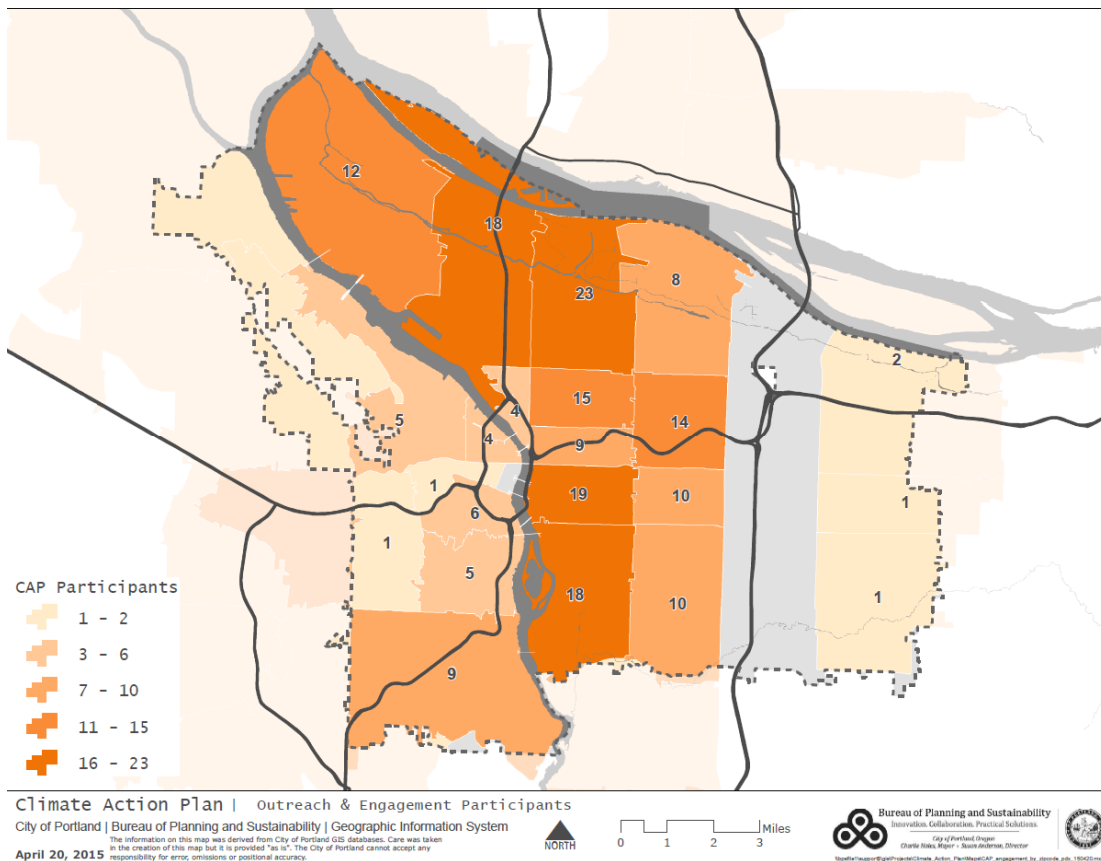 12
18
23
8
2
5
4
15
14
4
9
1
19
10
1
6
1
5
18
10
1
9
CAP Participants
1 - 2
3 - 6
7 - 10
11 - 15
16 - 23
Climate Action Plan | Outreach & Engagement Participants
City of Portland | Bureau of Planning and Sustainability | Geographic Information System
April 20, 2015
The information on this map was derived from City of Portland GIS databases. Care was taken
in the creation of this map but it is provided "as is". The City of Portland cannot accept any
responsibility for error, omissions or positional accuracy.
NORTH
0 1 2 3
Miles
Bureau of Planning and Sustainability
Innovation. Collaboration. Practical Solutions.
City of Portland, Oregon
Charlie Hales, Mayor • Susan Anderson, Director